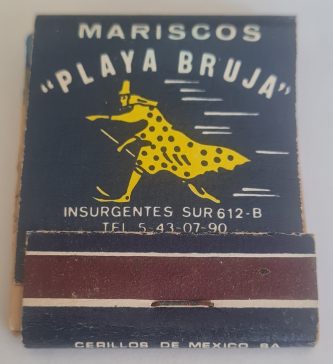 MARISCOS
"PLAYA BRUJA"
INSURGENTES SUR 612-B
TEL 5-43-07-90
CERILLOS DE MEXICO SA